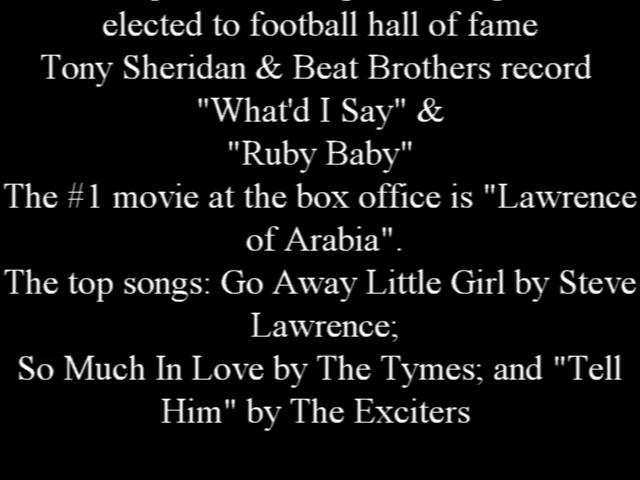 elected to football hall of fame
Tony Sheridan & Beat Brothers record
"What'd I Say" &
"Ruby Baby"
The #1 movie at the box office is "Lawrence
of Arabia".
The top songs: Go Away Little Girl by Steve
Lawrence;
So Much In Love by The Tymes; and "Tell
Him" by The Exciters